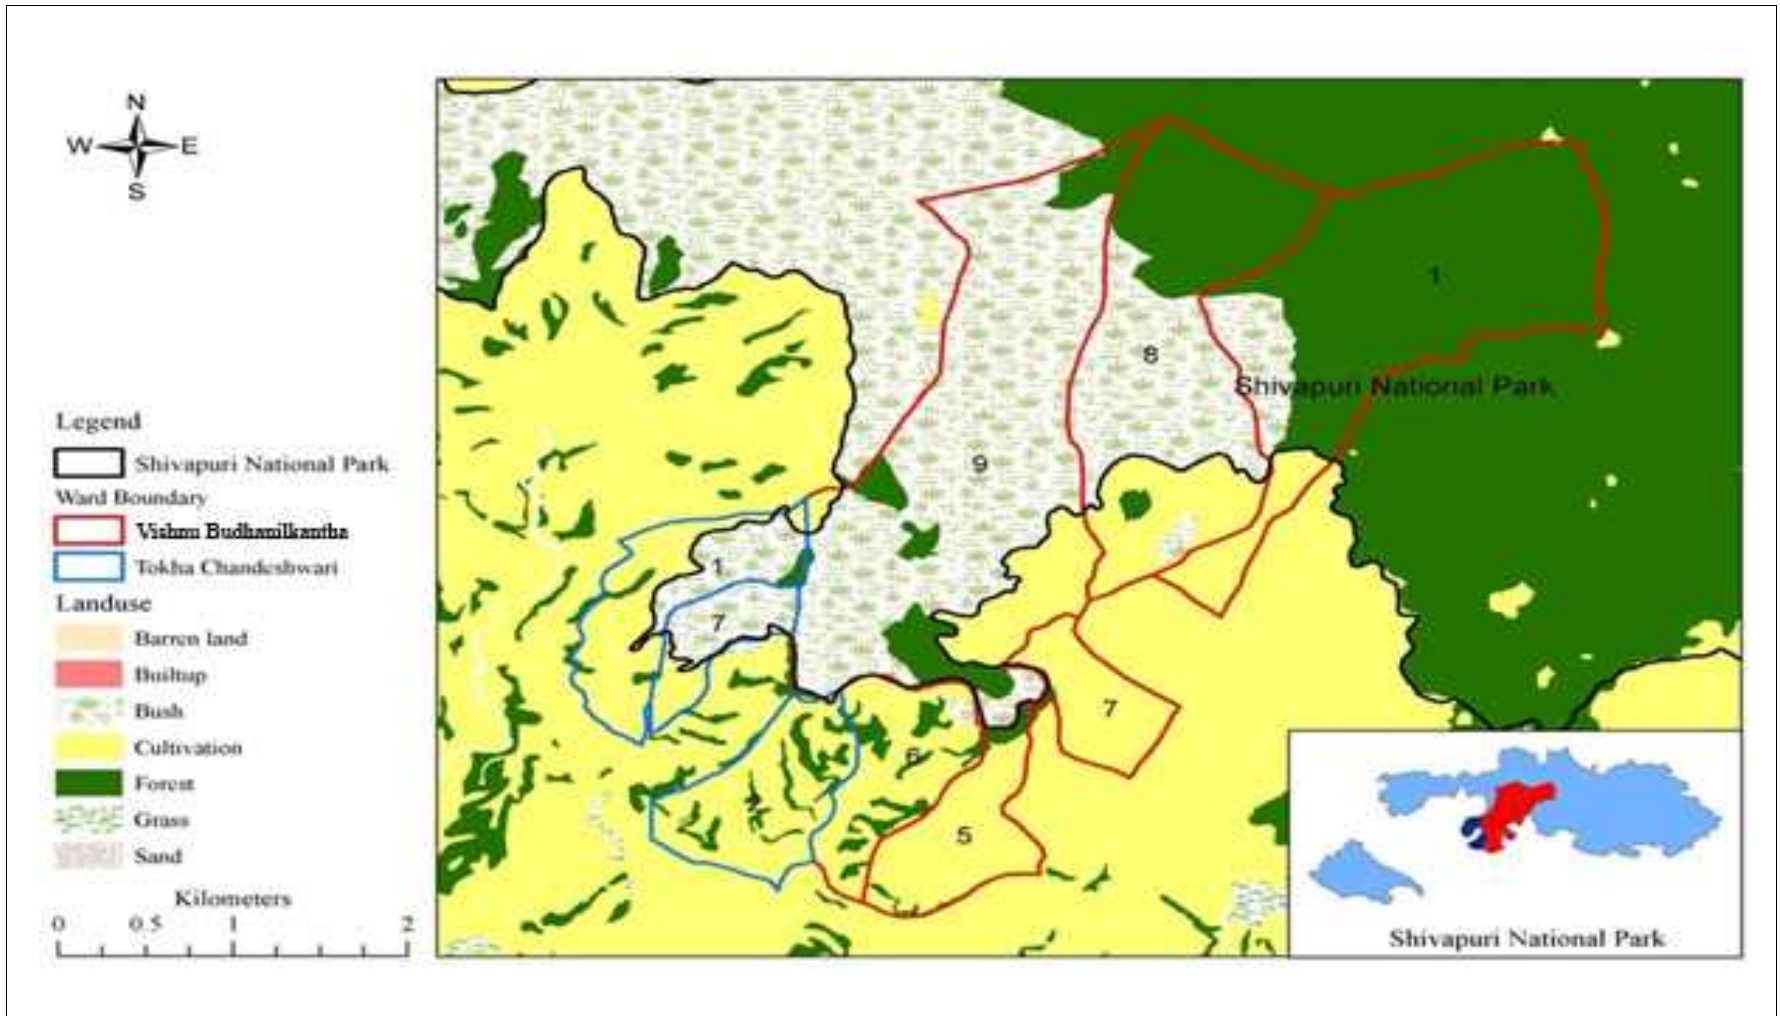 N
W E
S
Legend
Shivapuri National Park
Ward Boundary
Vishnu Budhanilkantha
Tokha Chandeshwari
Landuse
Barren land
Builtup
Bush
Cultivation
Forest
Grass
Sand
Kilometers
0 0.5 1 2
1
8
Shivapuri National Park
9
1
7
7
6
5
Shivapuri National Park